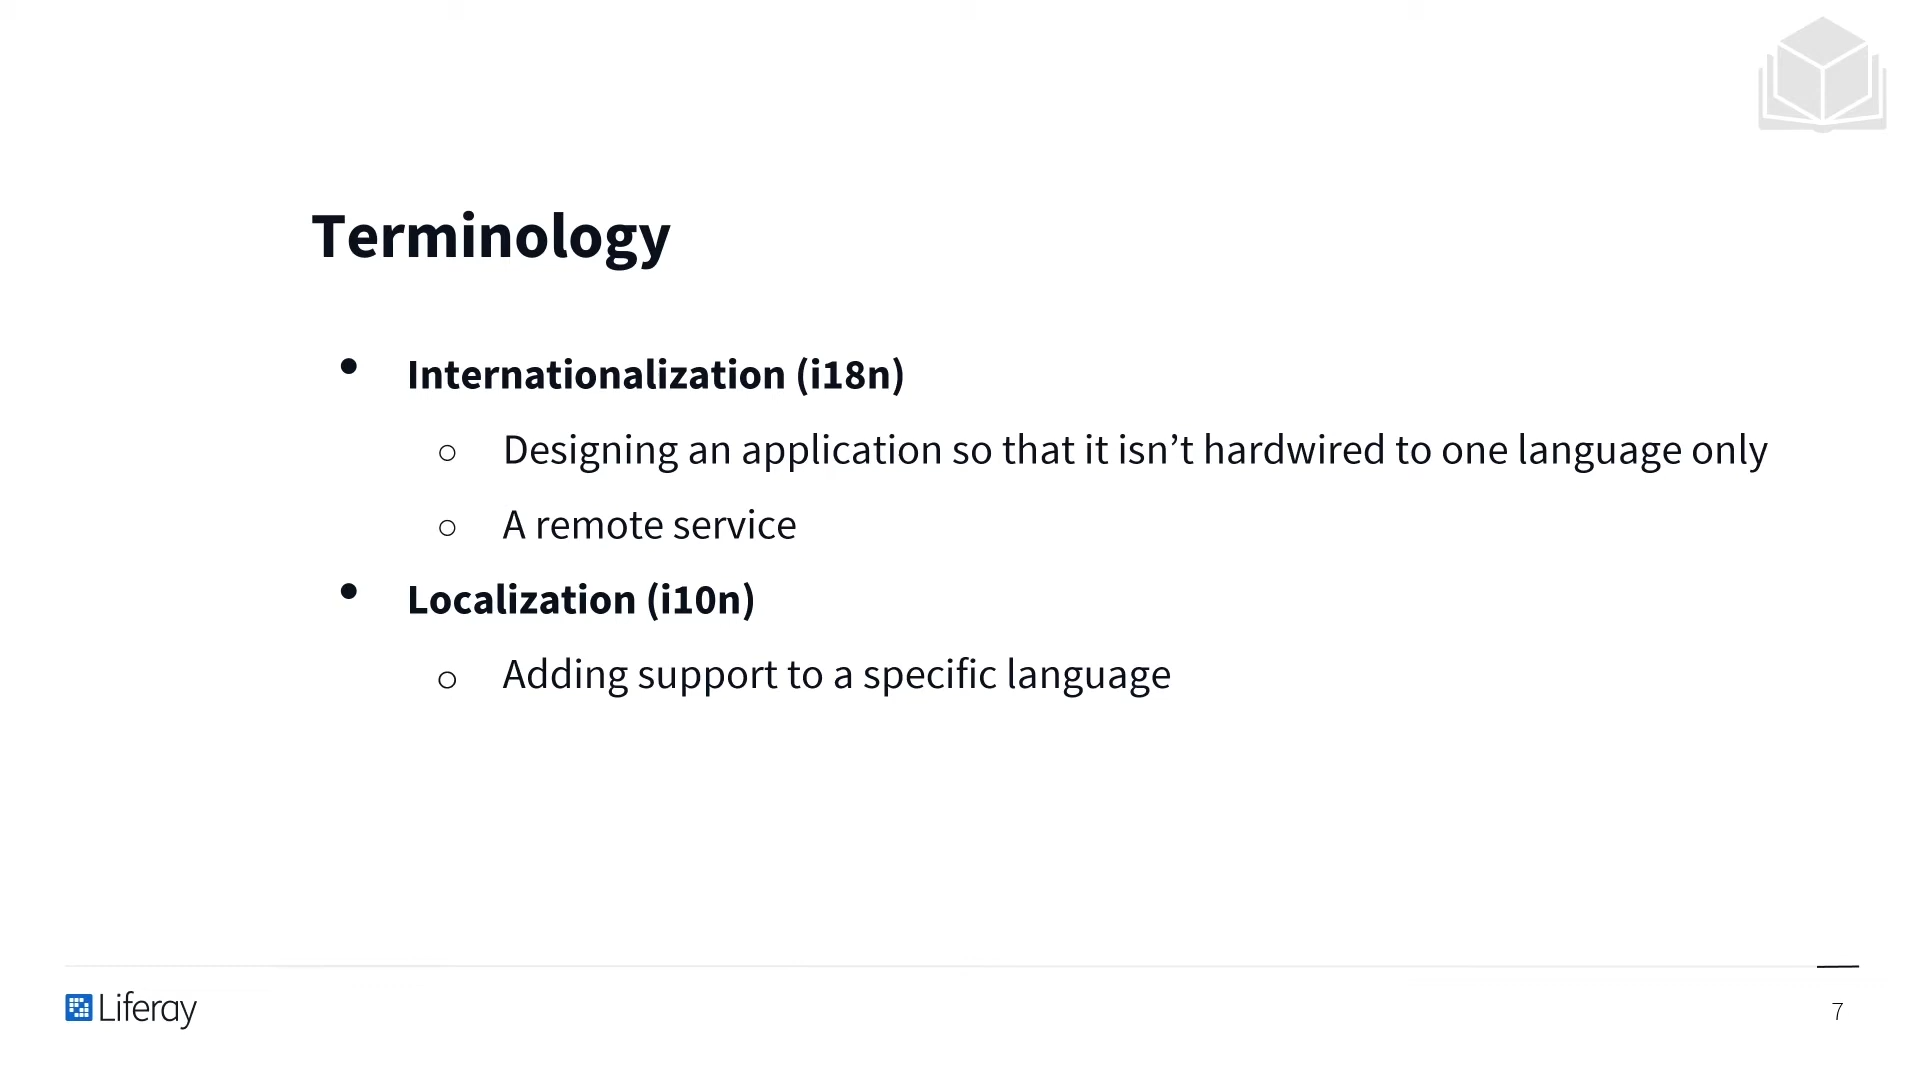 Terminology
• Internationalization (i18n)
○ Designing an application so that it isn’t hardwired to one language only
○ A remote service
• Localization (i10n)
○ Adding support to a specific language
Liferay
7